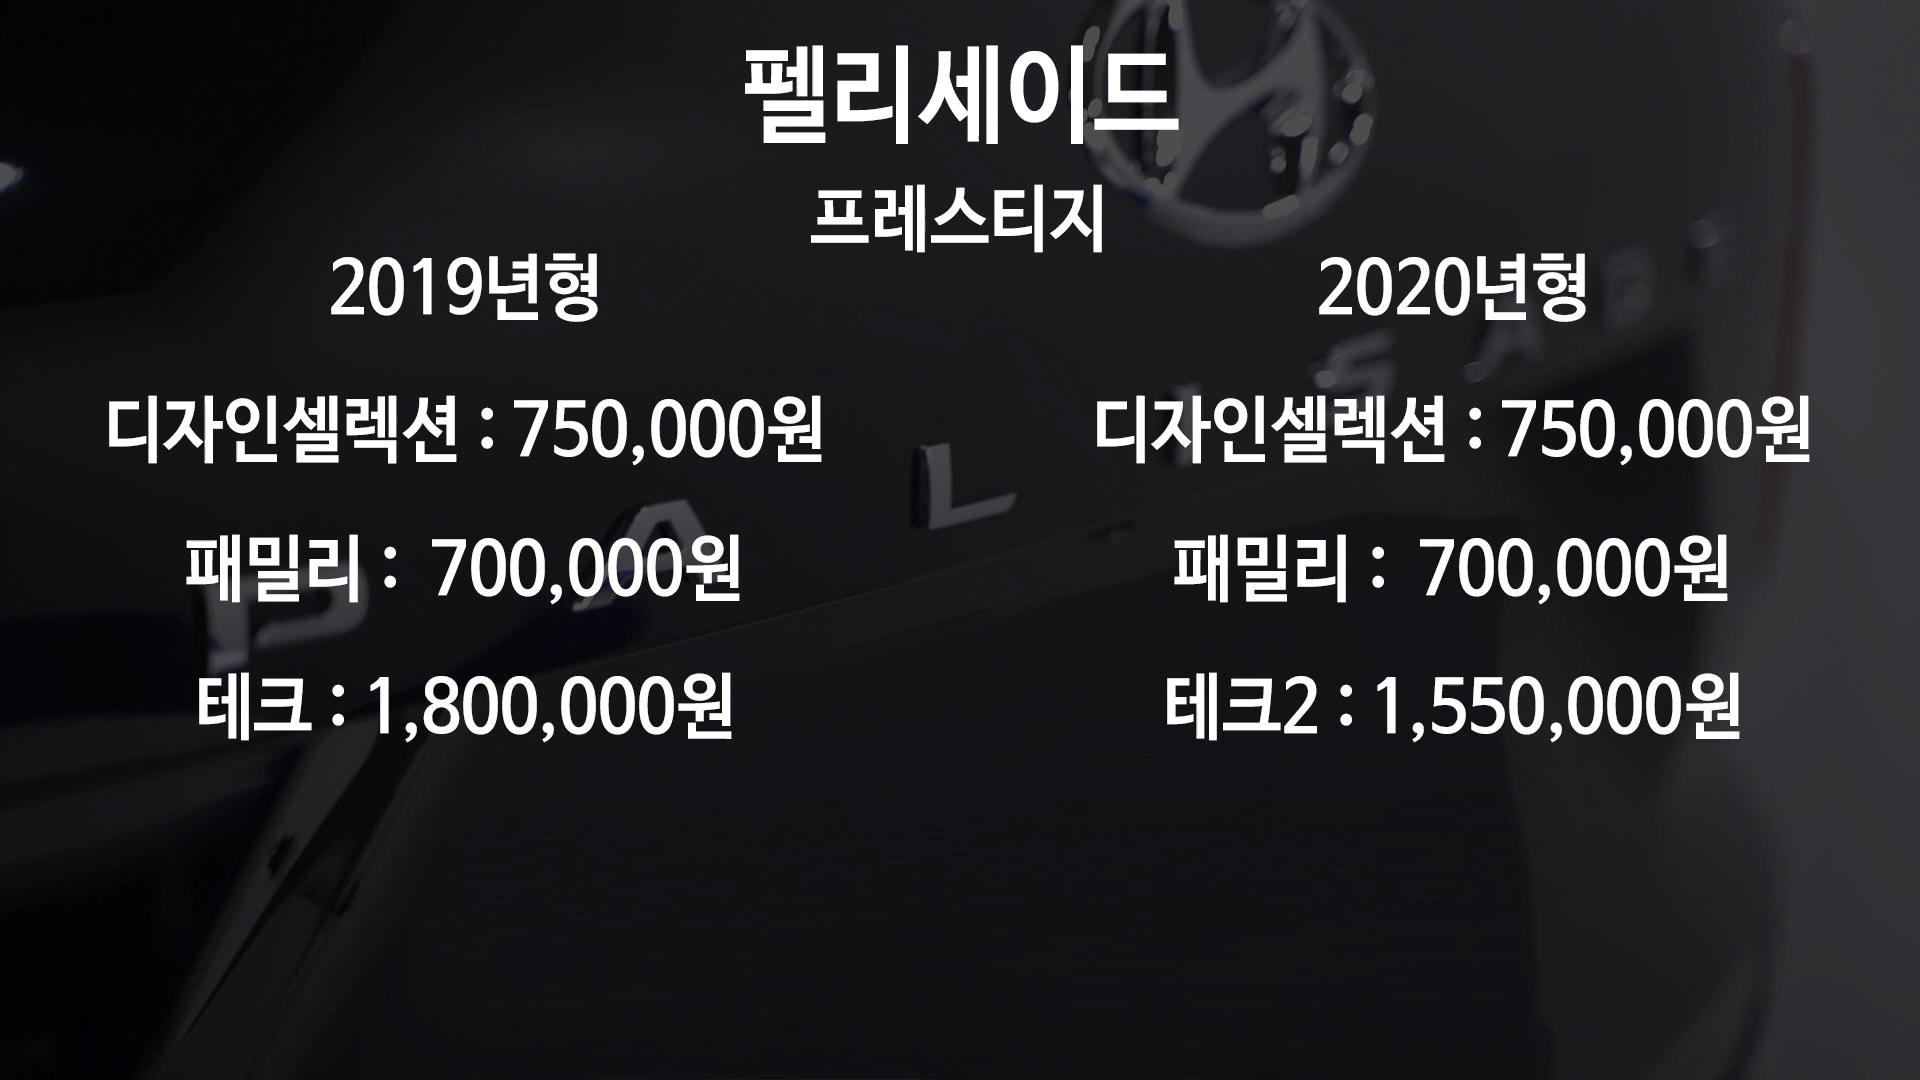 펠리세이드
프레스티지
2019년형
디자인셀렉션 : 750,000원
패밀리 : 700,000원
테크 : 1,800,000원
2020년형
디자인셀렉션 : 750,000원
패밀리 : 700,000원
테크2 : 1,550,000원
PALISADE